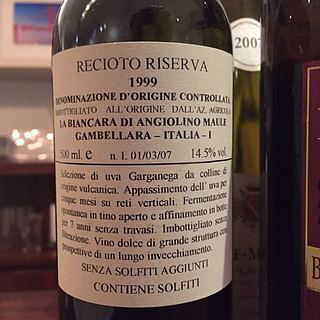 RECIOTO RISERVA
1999
DENOMINAZIONE D'ORIGINE CONTROLLATA
IMBOTTIGLIATO ALL'ORIGINE DALL'AZ. AGRICOLA
LA BIANCARA DI ANGIOLINO MAULE
GAMBELLARA – ITALIA – I
500 ml. e n. l. 01/03/07 14.5% vol.
Selezione di uva Garganega da colline di
origine vulcanica. Appassimento dell' uva per
cinque mesi su reti verticali. Fermentazione
spontanea in tino aperto e affinamento in botte
per 7 anni senza travasi. Imbottigliato senza
filtrazione. Vino dolce di grande struttura con
prospettive di un lungo invecchiamento.
SENZA SOLFITI AGGIUNTI
CONTIENE SOLFITI
2007